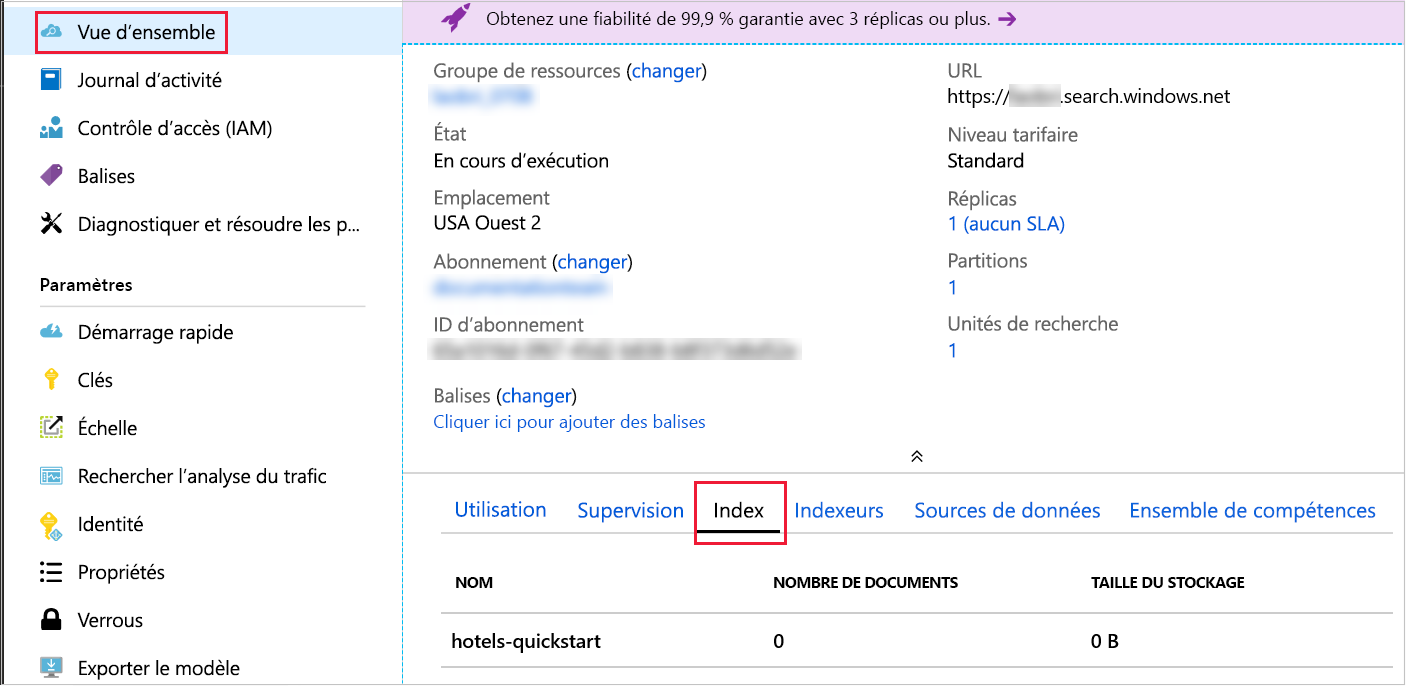 Vue d’ensemble
Journal d’activité
Contrôle d’accès (IAM)
Balises
Diagnostiquer et résoudre les p...
Paramètres
Démarrage rapide
Clés
Échelle
Rechercher l’analyse du trafic
Identité
Propriétés
Verrous
Exporter le modèle
Obtenez une fiabilité de 99,9 % garantie avec 3 réplicas ou plus.
Groupe de ressources (changer)
État
En cours d’exécution
Emplacement
USA Ouest 2
Abonnement (changer)
ID d’abonnement
Balises (changer)
Cliquer ici pour ajouter des balises
URL
https:// .search.windows.net
Niveau tarifaire
Standard
Réplicas
1 (aucun SLA)
Partitions
1
Unités de recherche
1
Utilisation Supervision Index Indexeurs Sources de données Ensemble de compétences
NOM NOMBRE DE DOCUMENTS TAILLE DU STOCKAGE
hotels-quickstart 0 0 B